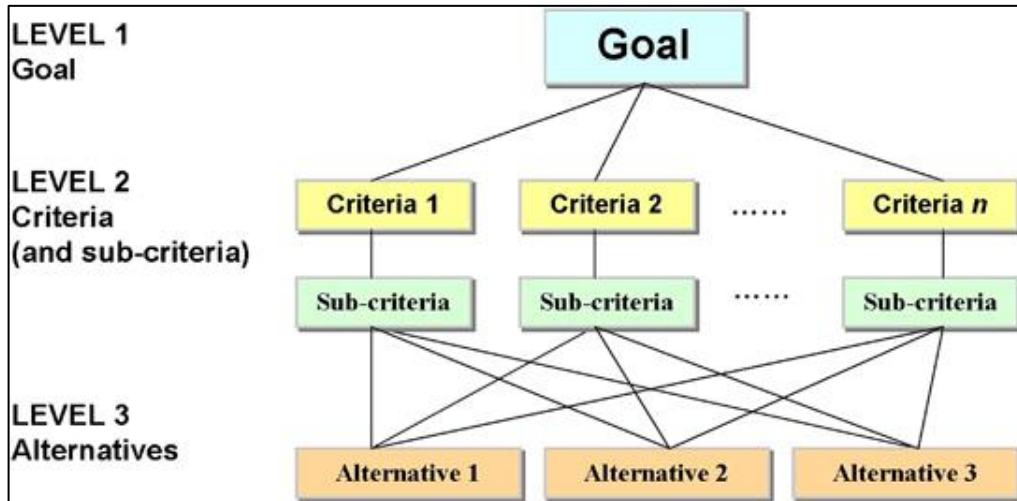 LEVEL 1
Goal
Goal
LEVEL 2
Criteria
(and sub-criteria)
Criteria 1
Criteria 2
......
Criteria n
Sub-criteria
Sub-criteria
......
Sub-criteria
LEVEL 3
Alternatives
Alternative 1
Alternative 2
Alternative 3